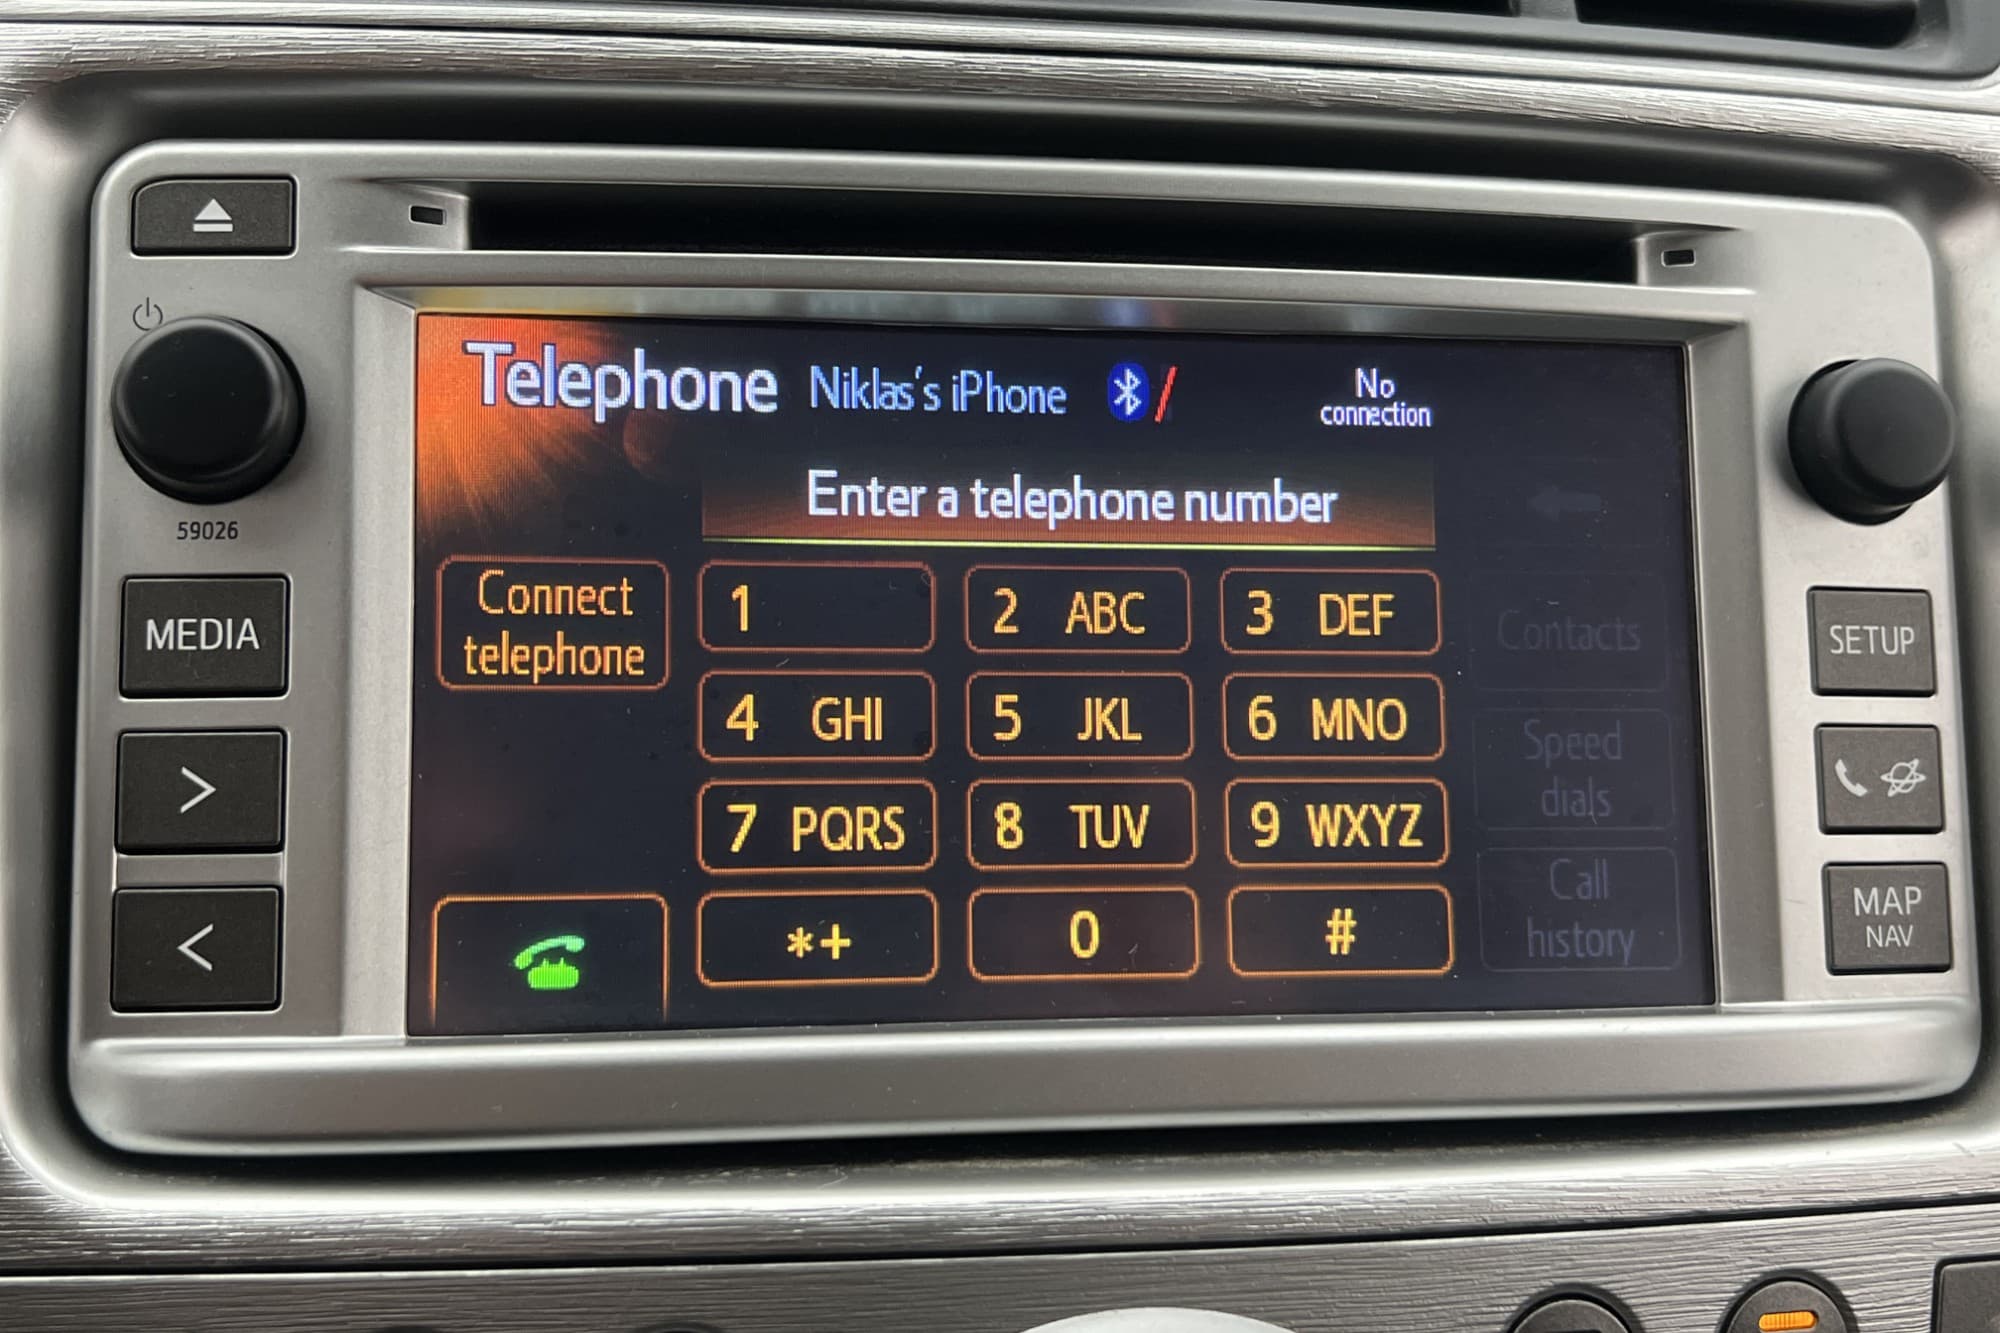 Telephone Niklas's iPhone
No
connection
Enter a telephone number
59026
MEDIA
Connect
telephone
1
2 ABC
3 DEF
4 GHI
5 JKL
6 MNO
7 PQRS
8 TUV
9 WXYZ
*+
0
#
Contacts
Speed
dials
Call
history
SETUP
MAP
NAV